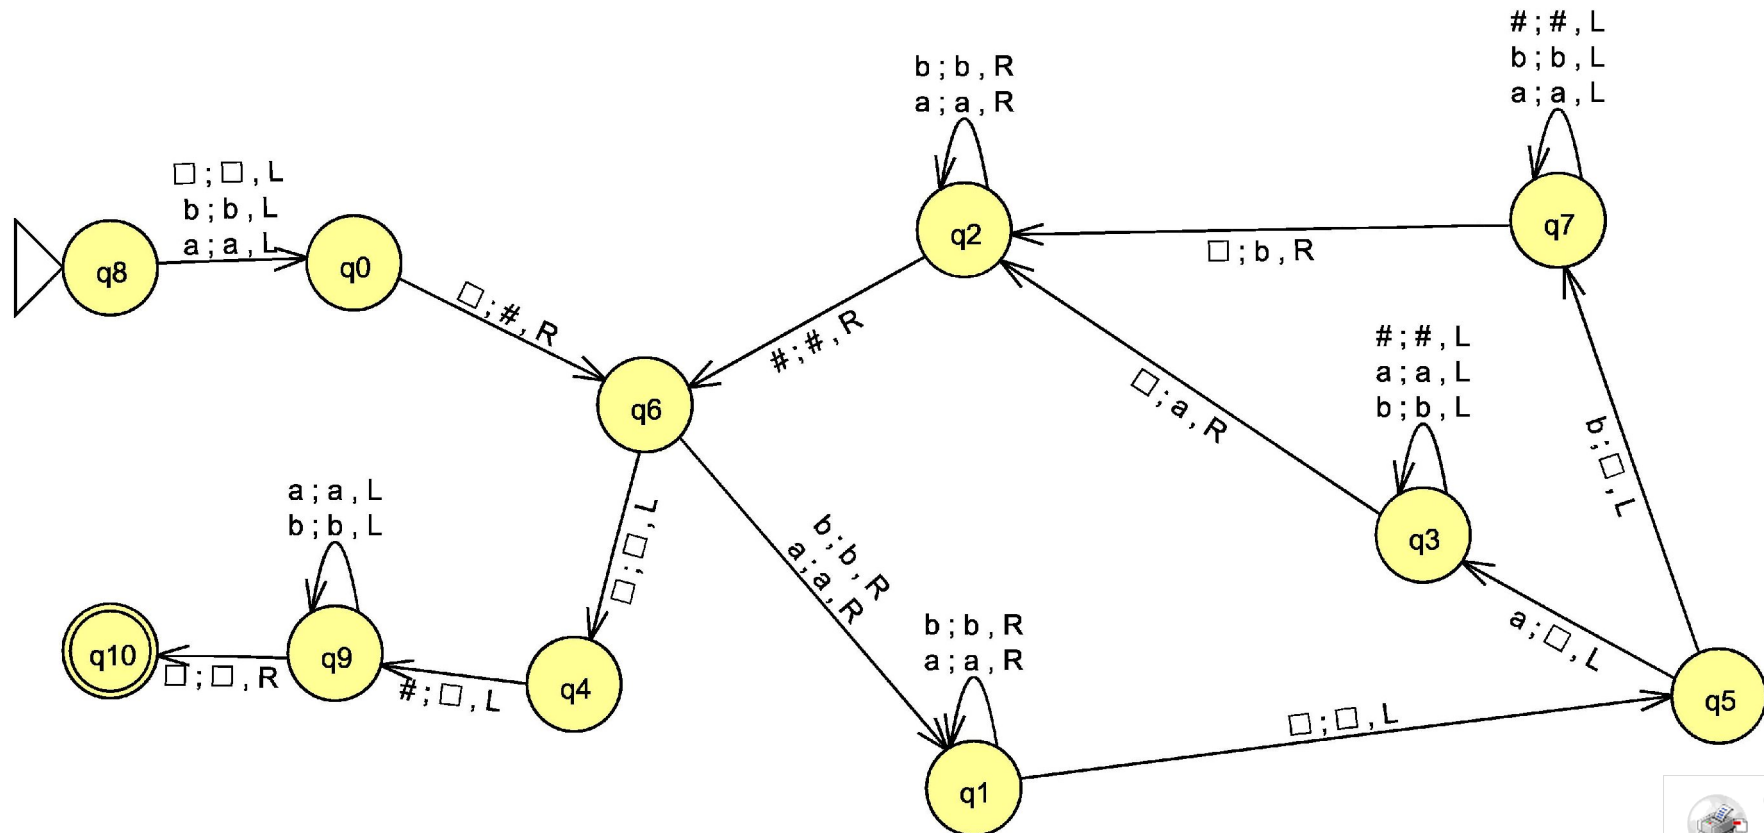 #;#,L
b;b,L
a;a,L
b;b,R
a;a,R
□;□,L
b;b,L
a;a,L
q8
q0
q2
q7
□;b,R
□;#,R
#;#,R
#;#,L
a;a,L
b;b,L
□;a,R
q6
b;□,L
a;a,L
b;b,L
□;□,L
b;b,R
a;a,R
q3
a;□,L
b;b,R
a;a,R
q10
□;□,R
q9
#;□,L
q4
□;□,L
q5
q1